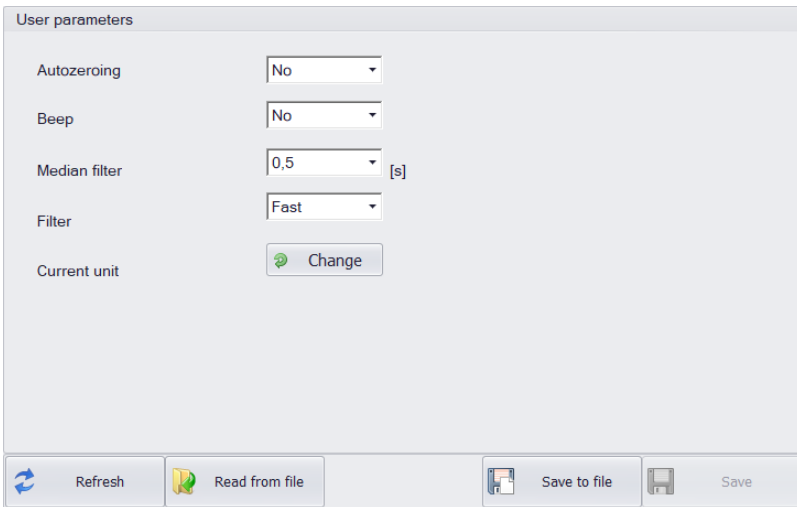 User parameters
Autozeroing No
Beep No
Median filter 0,5 [s]
Filter Fast
Current unit Change
Refresh Read from file Save to file Save